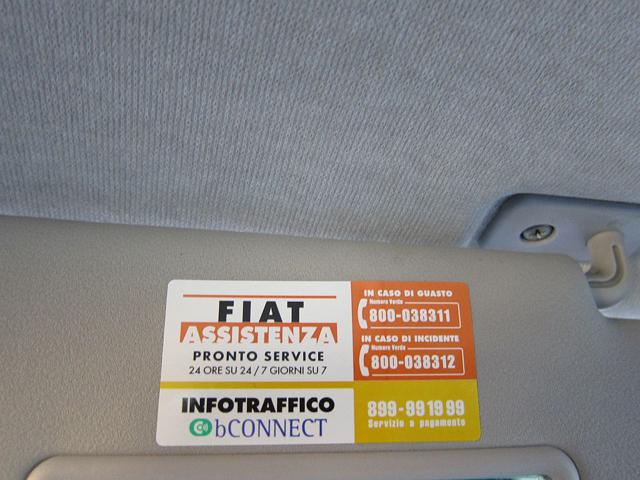 FIAT
ASSISTENZA
PRONTO SERVICE
24 ORE SU 24 / 7 GIORNI SU 7
IN CASO DI GUASTO
Numero Verde
800-038311
IN CASO DI INCIDENTE
Numero Verde
800-038312
INFOTRAFFICO
bCONNECT
899-991999
Servizio a pagamento